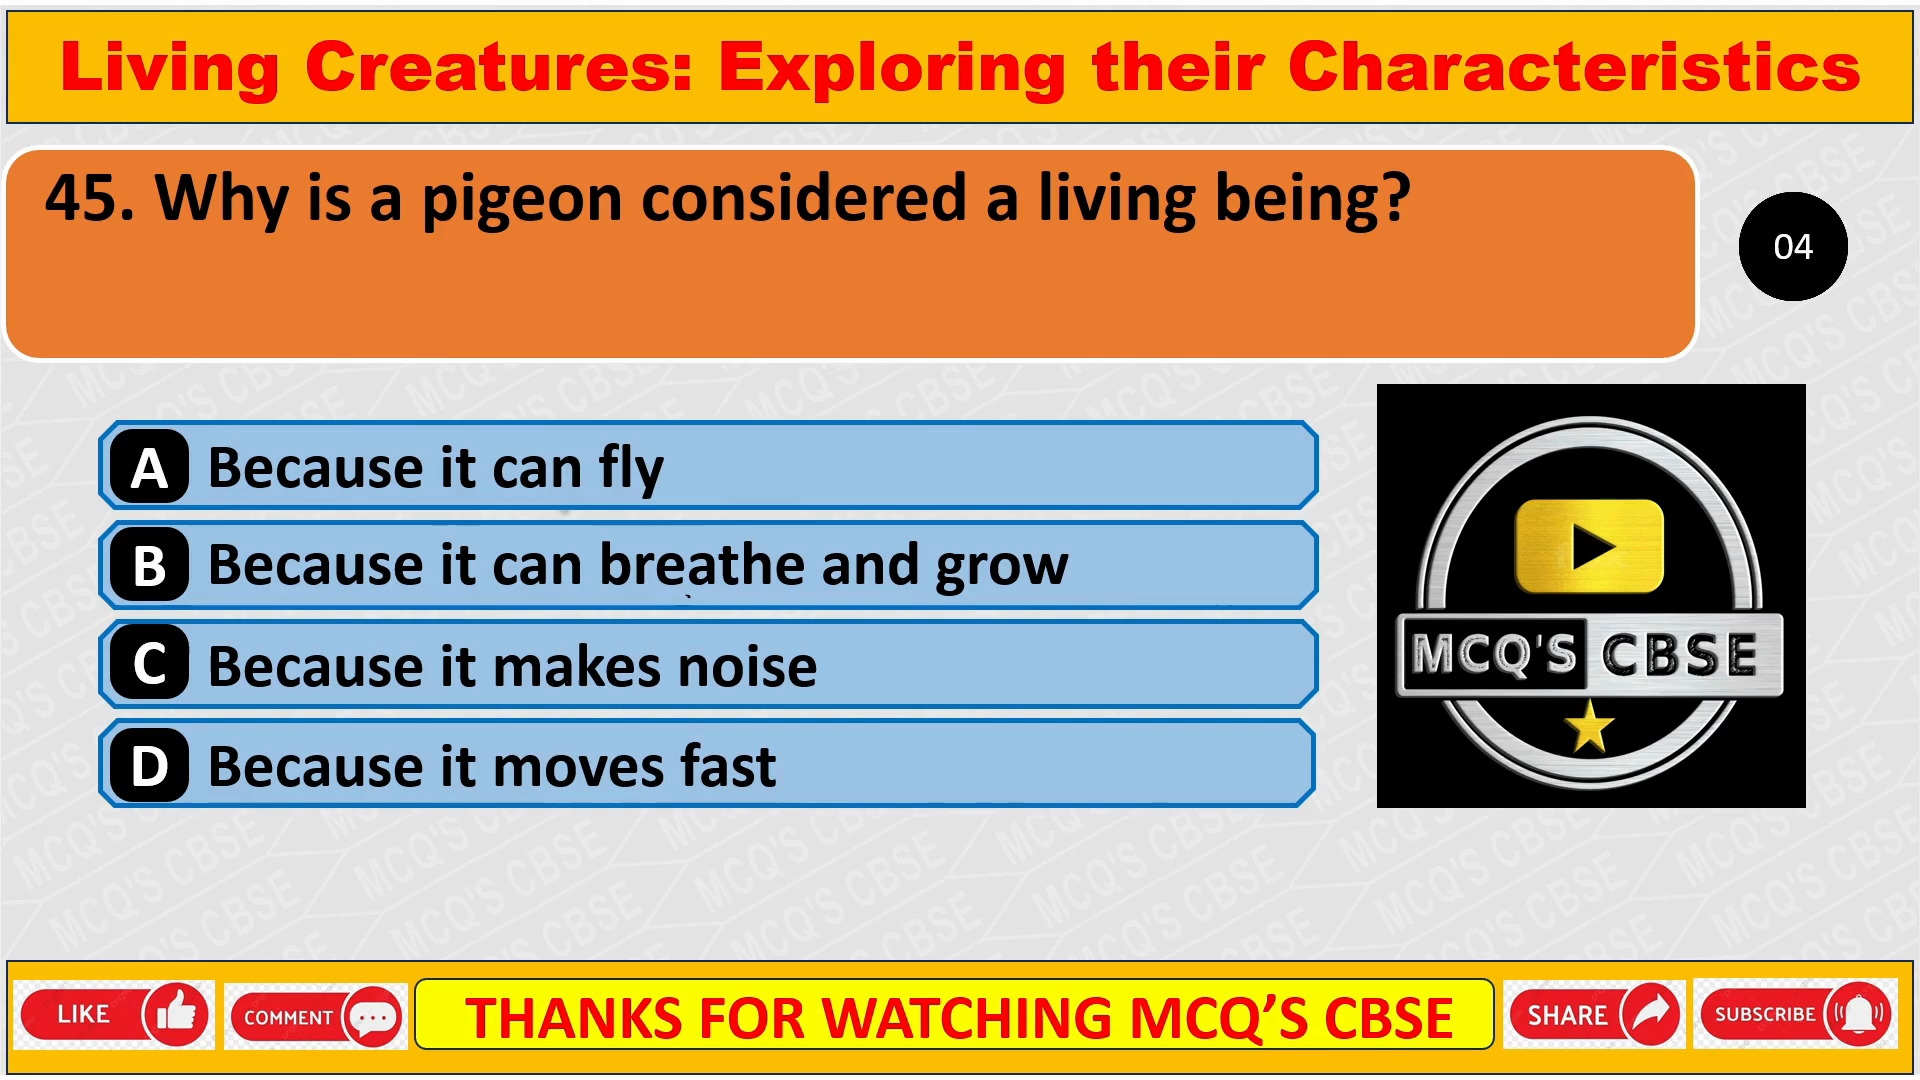 Living Creatures: Exploring their Characteristics
45. Why is a pigeon considered a living being?
04
A Because it can fly
B Because it can breathe and grow
C Because it makes noise
D Because it moves fast
MCQ'S CBSE
LIKE
COMMENT
THANKS FOR WATCHING MCQ’S CBSE
SHARE
SUBSCRIBE